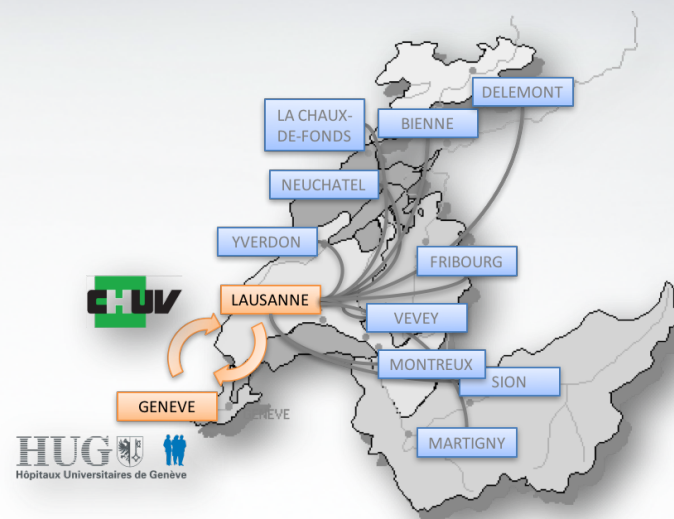 DELEMONT
LA CHAUX-
DE-FONDS
BIENNE
NEUCHATEL
YVERDON
FRIBOURG
CHUV
LAUSANNE
VEVEY
MONTREUX
SION
GENEVE
MARTIGNY
HUG
Hôpitaux Universitaires de Genève